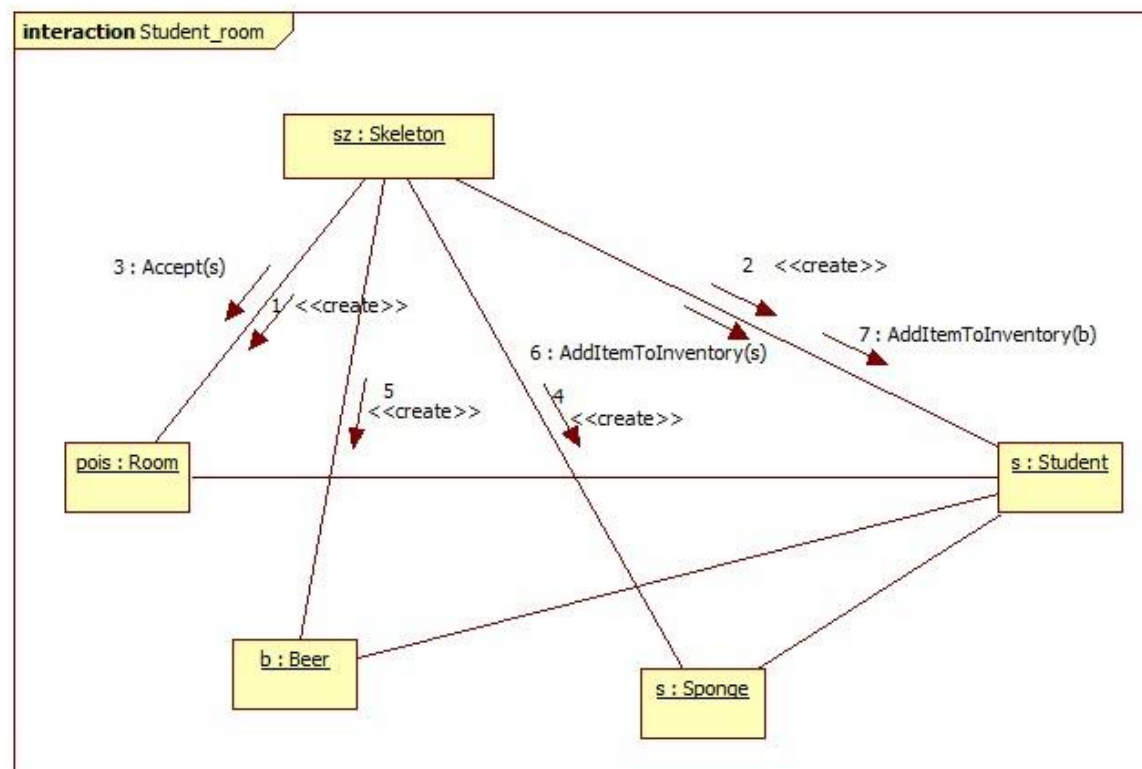 interaction Student_room
sz : Skeleton
3 : Accept(s)
2 <<create>>
1 <<create>>
7 : AddItemToInventory(b)
6 : AddItemToInventory(s)
5
<<create>>
4
<<create>>
pois : Room
s : Student
b : Beer
s : Sponge